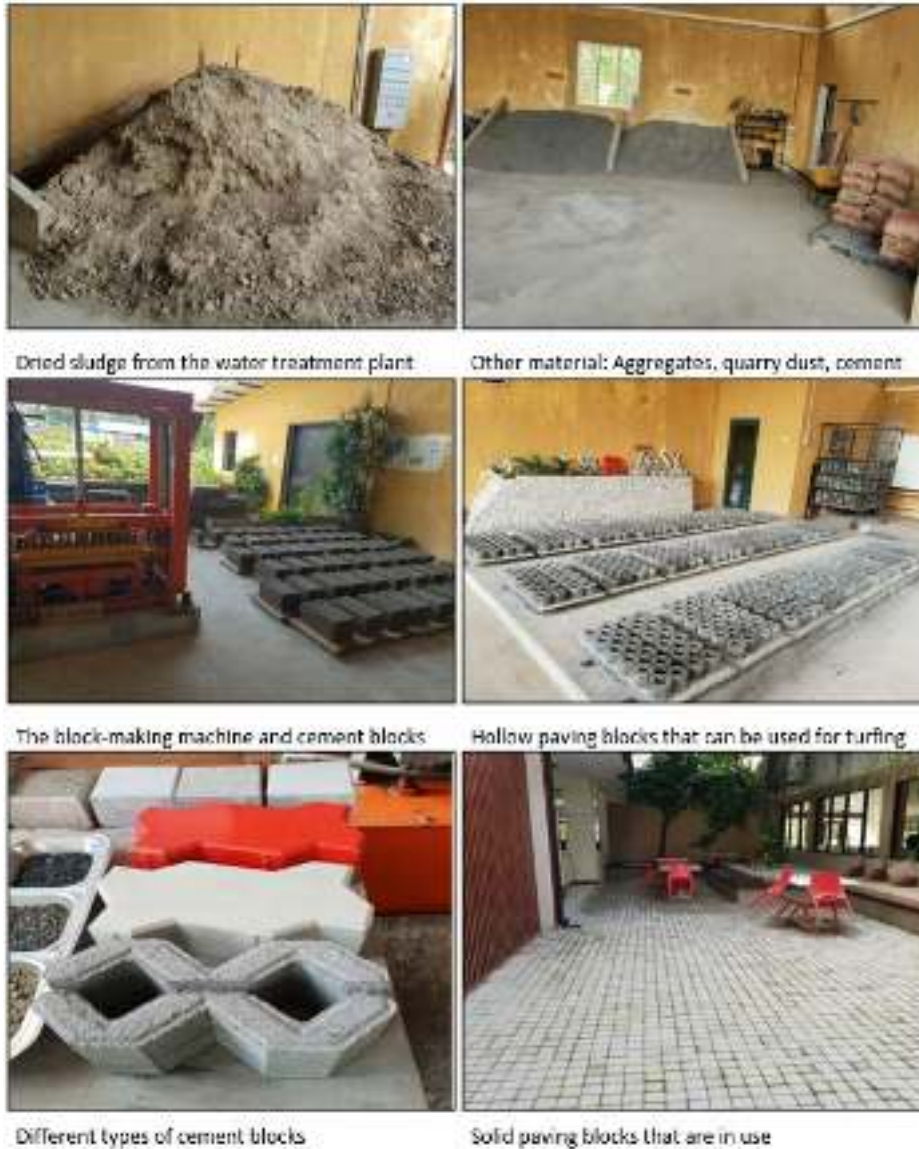 Dried sludge from the water treatment plant
Other material: Aggregates, quarry dust, cement
The block-making machine and cement blocks
Hollow paving blocks that can be used for turfing
Different types of cement blocks
Solid paving blocks that are in use